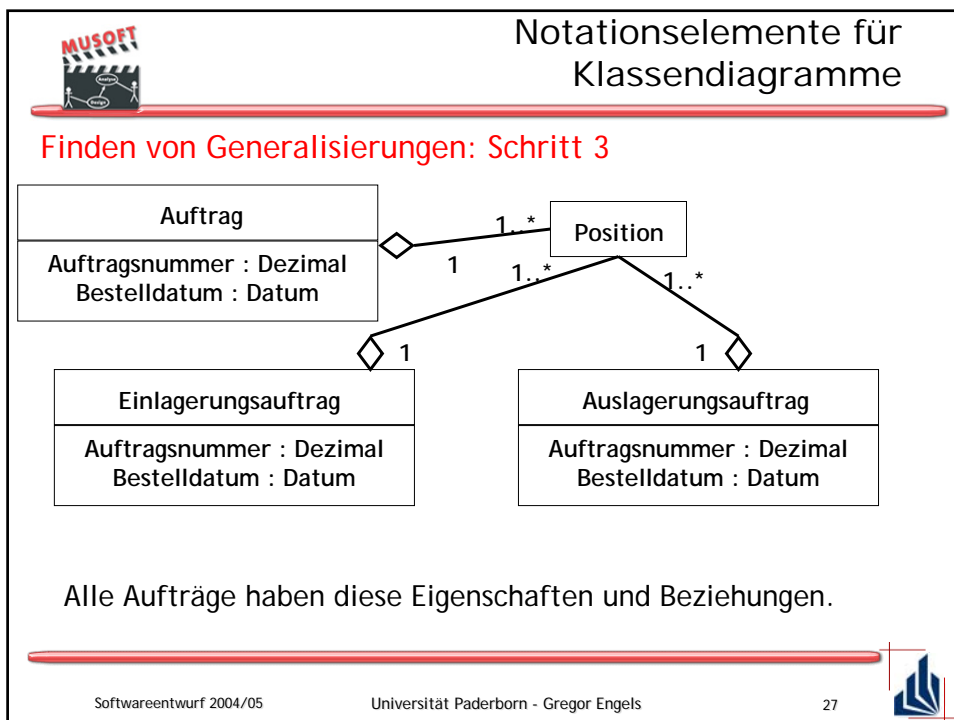 MUSOFT
Analyse
Design
Notationselemente für
Klassendiagramme
Finden von Generalisierungen: Schritt 3
Auftrag
Auftragsnummer : Dezimal
Bestelldatum : Datum
1..*
1
Position
1..*
1..*
1
1
Einlagerungsauftrag
Auftragsnummer : Dezimal
Bestelldatum : Datum
Auslagerungsauftrag
Auftragsnummer : Dezimal
Bestelldatum : Datum
Alle Aufträge haben diese Eigenschaften und Beziehungen.
Softwareentwurf 2004/05
Universität Paderborn - Gregor Engels
27